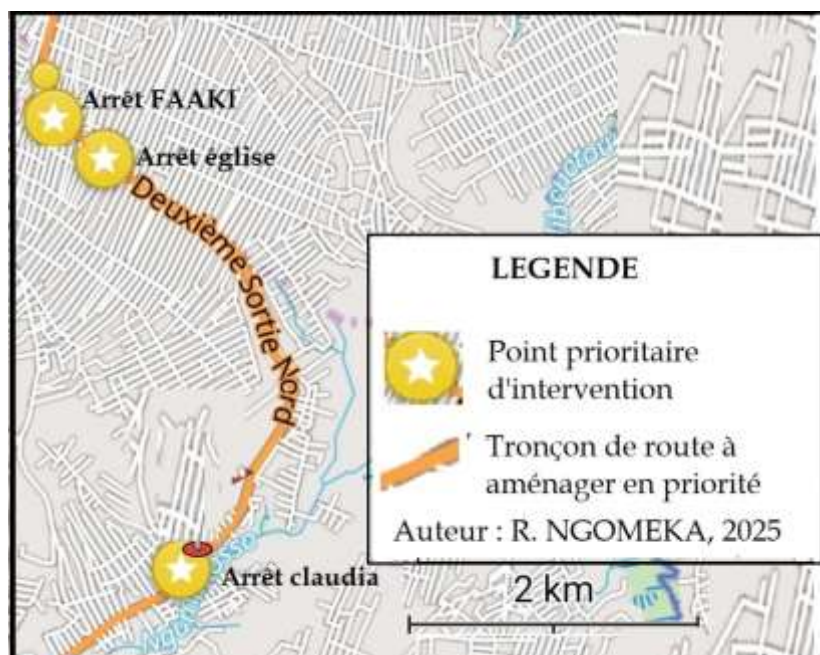 Arrêt FAAKI
Arrêt église
Deuxième Sortie Nord
LEGENDE
Point prioritaire
d'intervention
Tronçon de route à
aménager en priorité
Auteur : R. NGOMEKA, 2025
Arrêt claudia
2 km